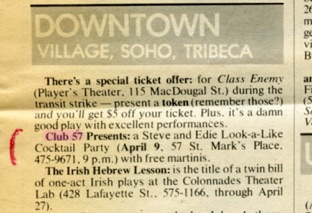 DOWNTOWN
VILLAGE, SOHO, TRIBECA
There's a special ticket offer: for Class Enemy
(Player's Theater, 115 MacDougal St.) during the
transit strike — present a token (remember those?)
and you'll get $5 off your ticket. Plus, it's a damn
good play with excellent performances.
Club 57 Presents: a Steve and Edie Look-a-Like
Cocktail Party (April 9, 57 St. Mark's Place,
475-9671, 9 p.m.) with free martinis.
The Irish Hebrew Lesson: is the title of a twin bill
of one-act Irish plays at the Colonnades Theater
Lab (428 Lafayette St., 575-1166, through April
27).